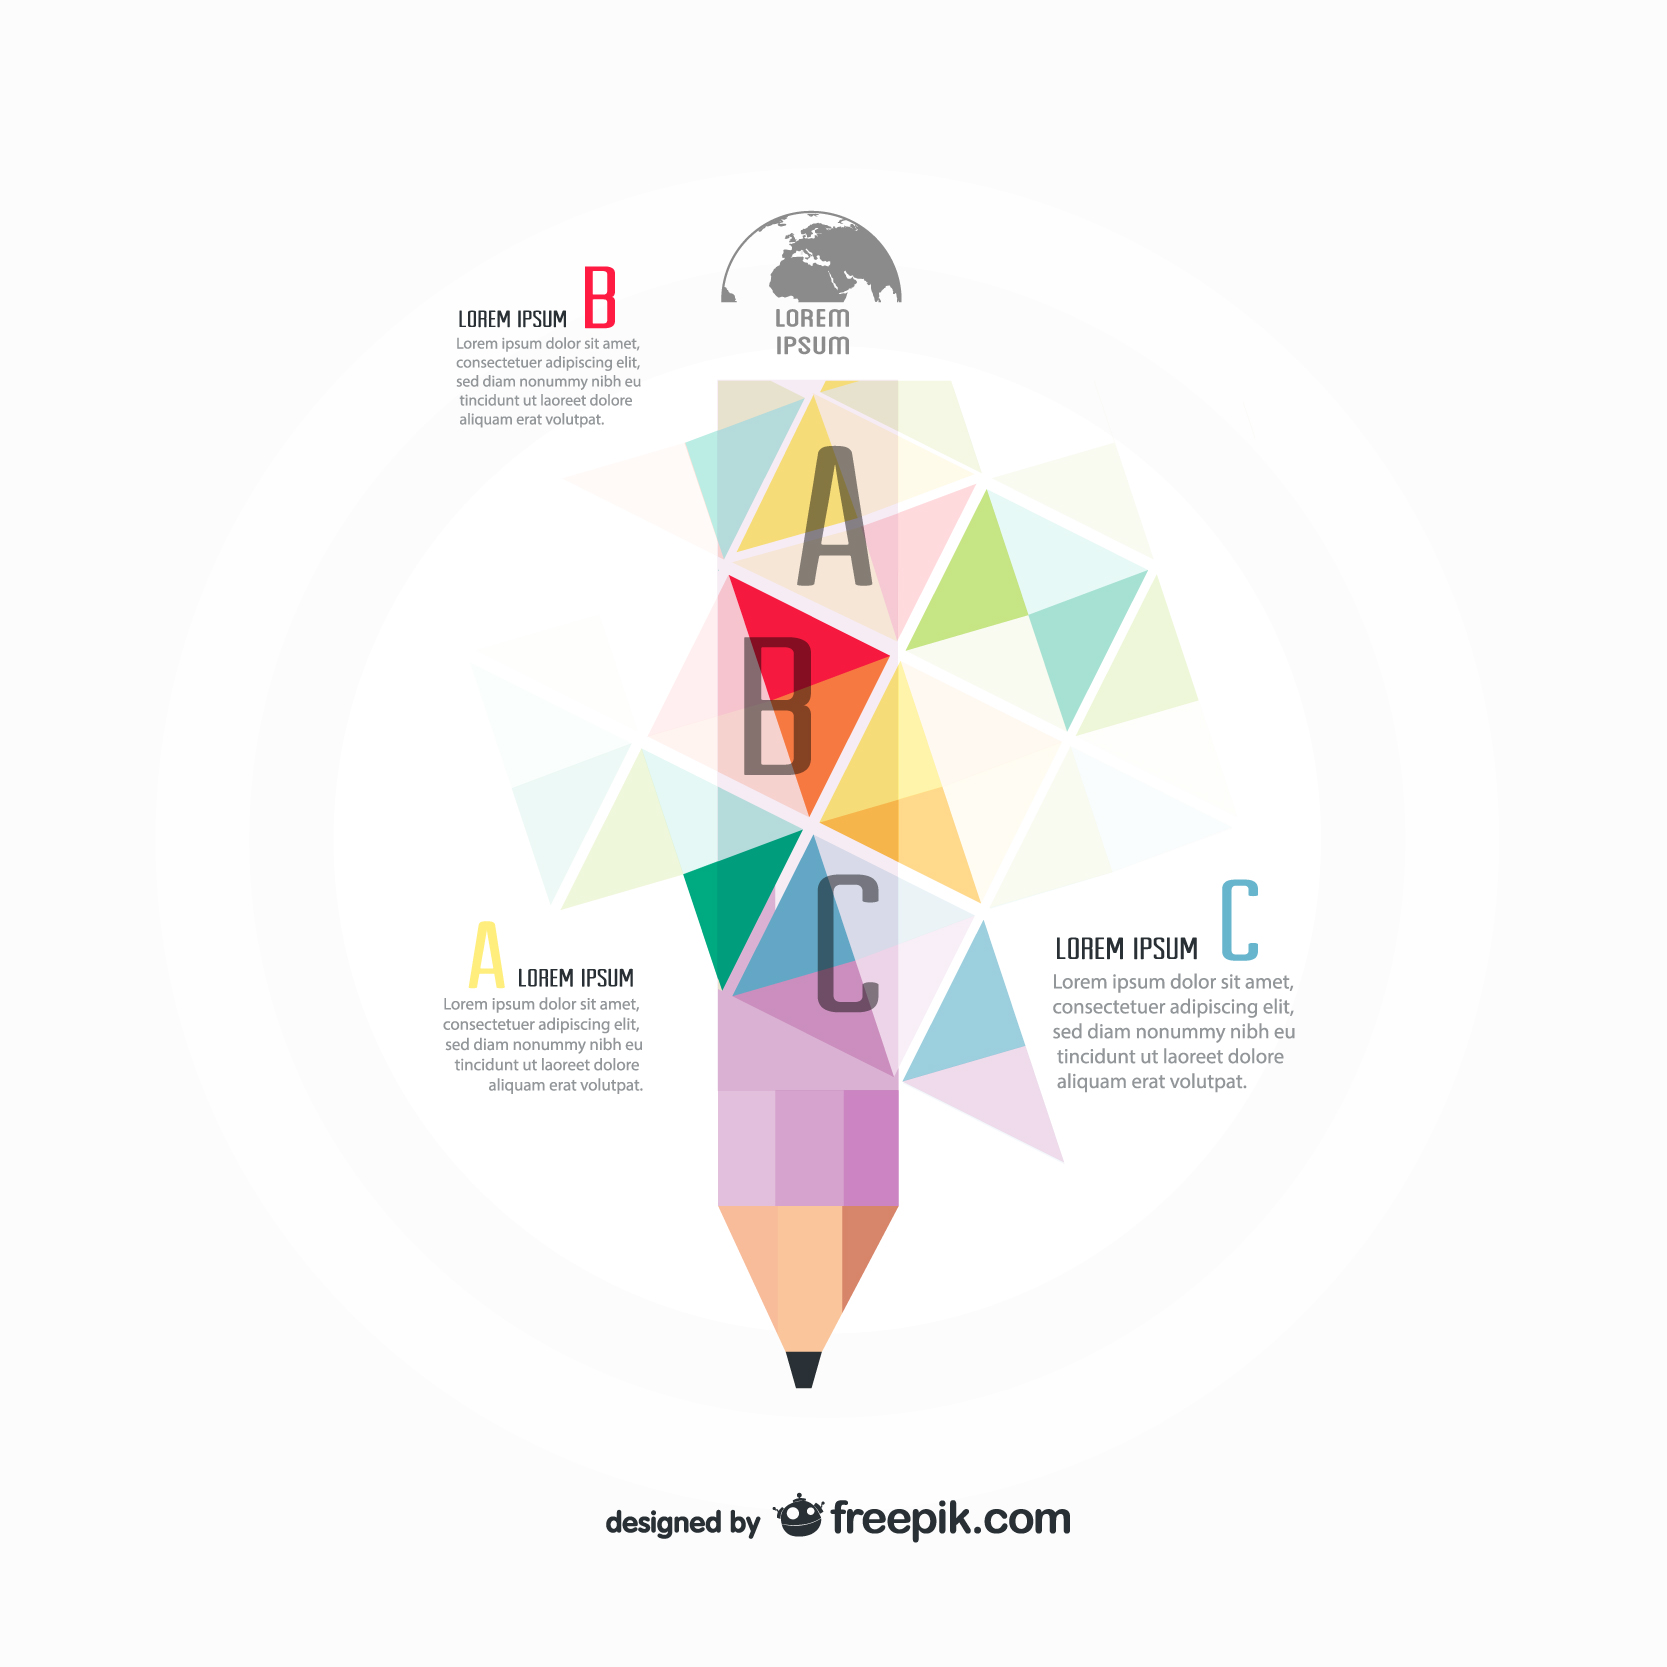 LOREM
IPSUM
LOREM IPSUM B
Lorem ipsum dolor sit amet,
consectetuer adipiscing elit,
sed diam nonummy nibh eu
tincidunt ut laoreet dolore
aliquam erat volutpat.
A
B
C
A LOREM IPSUM
Lorem ipsum dolor sit amet,
consectetuer adipiscing elit,
sed diam nonummy nibh eu
tincidunt ut laoreet dolore
aliquam erat volutpat.
LOREM IPSUM C
Lorem ipsum dolor sit amet,
consectetuer adipiscing elit,
sed diam nonummy nibh eu
tincidunt ut laoreet dolore
aliquam erat volutpat.
designed by freepik.com